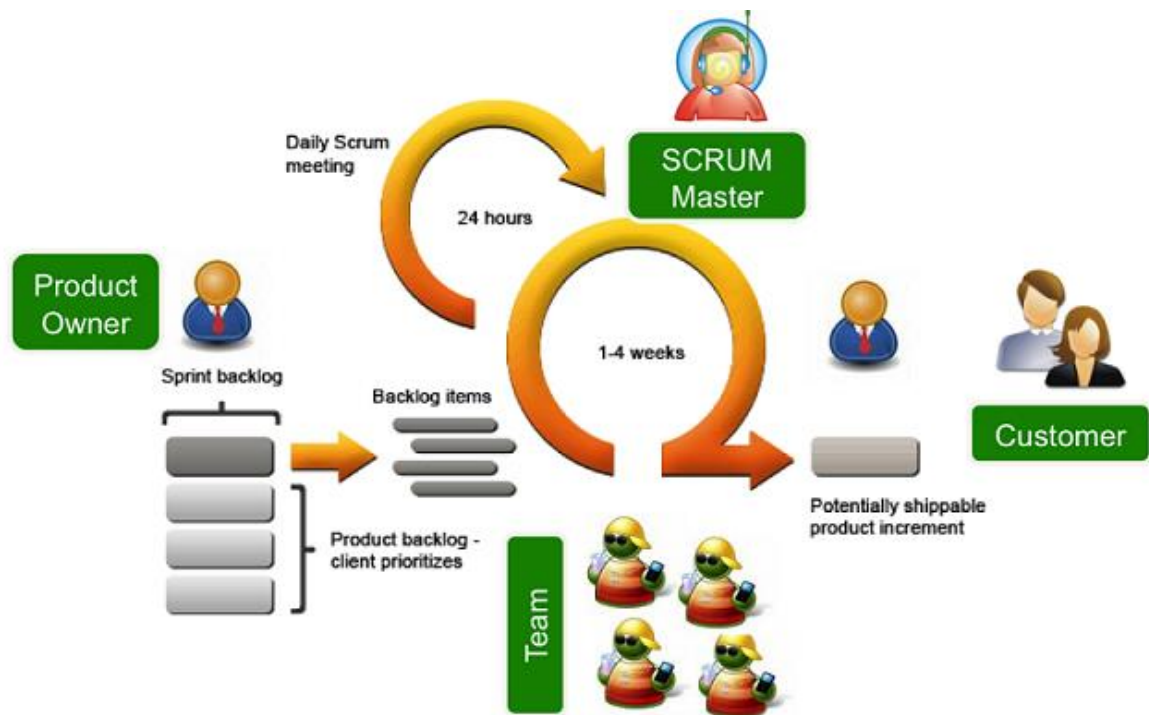 SCRUM
Master
Daily Scrum
meeting
24 hours
Product
Owner
1-4 weeks
Sprint backlog
Backlog items
Customer
Potentially shippable
product increment
Product backlog -
client prioritizes
Team